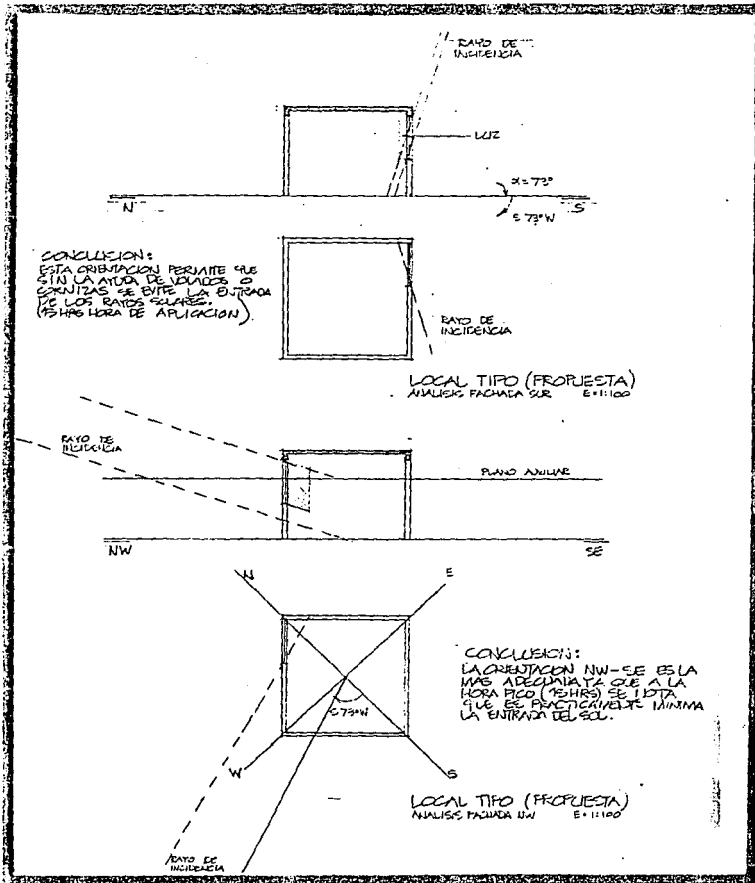 RAYO DE
INCIDENCIA
LUZ
α=73°
N
S
S 73° W
CONCLUSION:
ESTA ORIENTACION PERMITE QUE
SIN LA AYUDA DE VOLADOS O
CORNIZAS SE EVITE LA ENTRADA
DE LOS RAYOS SOLARES.
(15 HRS HORA DE APLICACION)
RAYO DE
INCIDENCIA
LOCAL TIPO (PROPUESTA)
ANALISIS FACHADA SUR E=1:100
RAYO DE
INCIDENCIA
PLANO AUXILIAR
NW
SE
N
E
CONCLUSION:
LA ORIENTACION NW-SE ES LA
MAS ADECUADA YA QUE A LA
HORA PICO (15 HRS) SE NOTA
QUE ES PRACTICAMENTE MINIMA
LA ENTRADA DEL SOL.
S 73° W
W
S
LOCAL TIPO (PROPUESTA)
ANALISIS FACHADA NW E=1:100
RAYO DE
INCIDENCIA